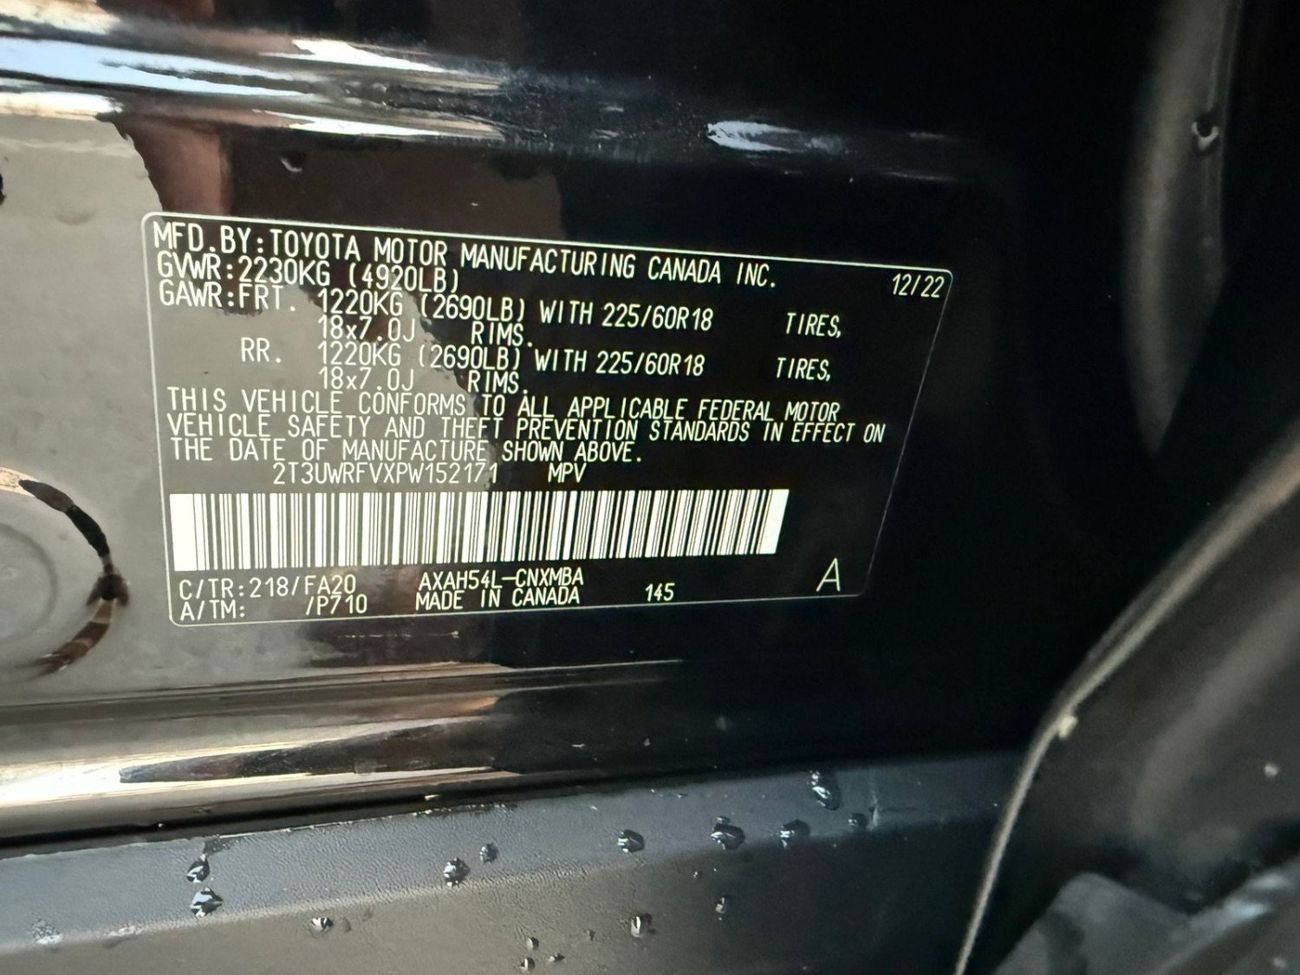 MFD.BY:TOYOTA MOTOR MANUFACTURING CANADA INC. 12/22
GVWR:2230KG (4920LB)
GAWR:FRT. 1220KG (2690LB) WITH 225/60R18 TIRES,
18x7.0J RIMS.
RR. 1220KG (2690LB) WITH 225/60R18 TIRES,
18x7.0J RIMS.
THIS VEHICLE CONFORMS TO ALL APPLICABLE FEDERAL MOTOR
VEHICLE SAFETY AND THEFT PREVENTION STANDARDS IN EFFECT ON
THE DATE OF MANUFACTURE SHOWN ABOVE.
2T3UWRFVXPW152171 MPV
C/TR:218/FA20 AXAH54L-CNXMBA A
A/TM: /P710 MADE IN CANADA 145